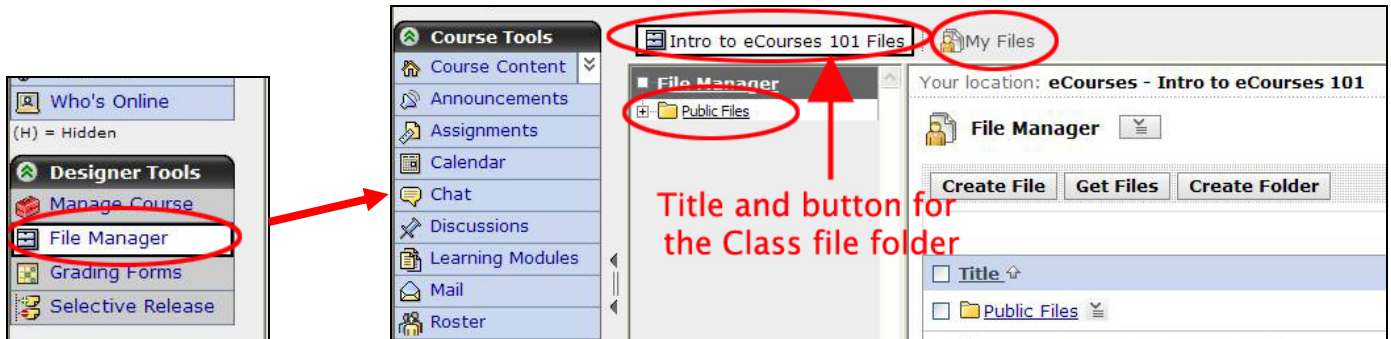 Who's Online
(H) = Hidden
Designer Tools
Manage Course
File Manager
Grading Forms
Selective Release
Course Tools
Course Content
Announcements
Assignments
Calendar
Chat
Discussions
Learning Modules
Mail
Roster
Intro to eCourses 101 Files
My Files
File Manager
Public Files
Title and button for
the Class file folder
Your location: eCourses - Intro to eCourses 101
File Manager
Create File Get Files Create Folder
Title
Public Files